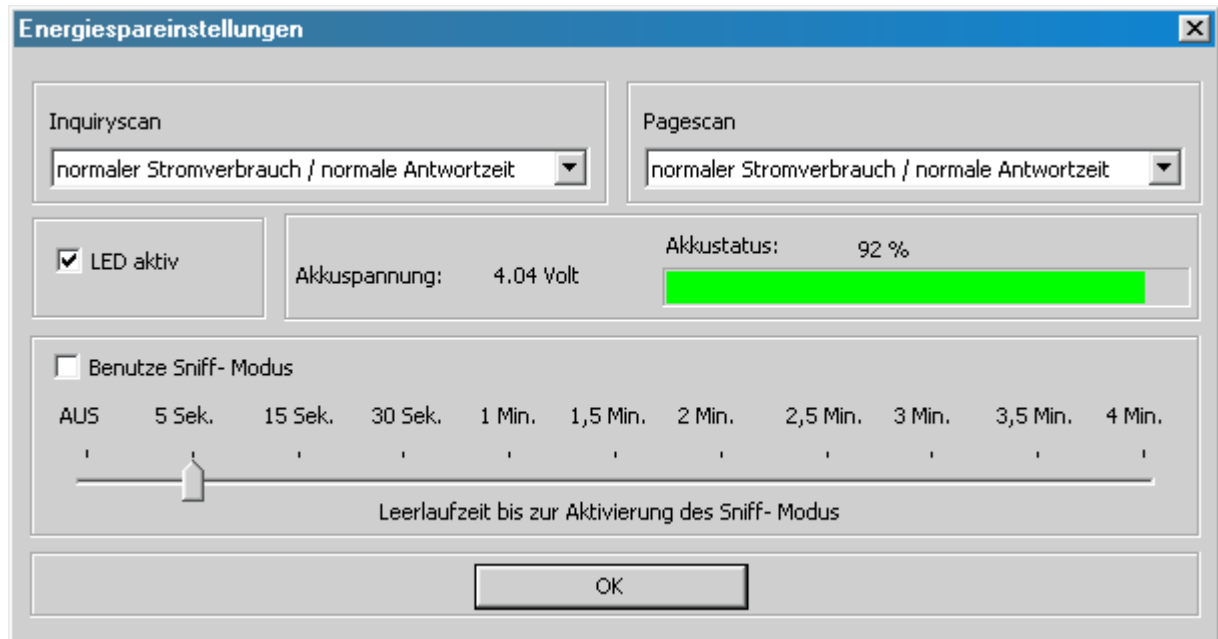 Energiespareinstellungen
Inquiryscan
Pagescan
normaler Stromverbrauch / normale Antwortzeit
normaler Stromverbrauch / normale Antwortzeit
LED aktiv
Akkuspannung: 4.04 Volt
Akkustatus: 92 %
Benutze Sniff- Modus
AUS 5 Sek. 15 Sek. 30 Sek. 1 Min. 1,5 Min. 2 Min. 2,5 Min. 3 Min. 3,5 Min. 4 Min.
Leerlaufzeit bis zur Aktivierung des Sniff- Modus
OK